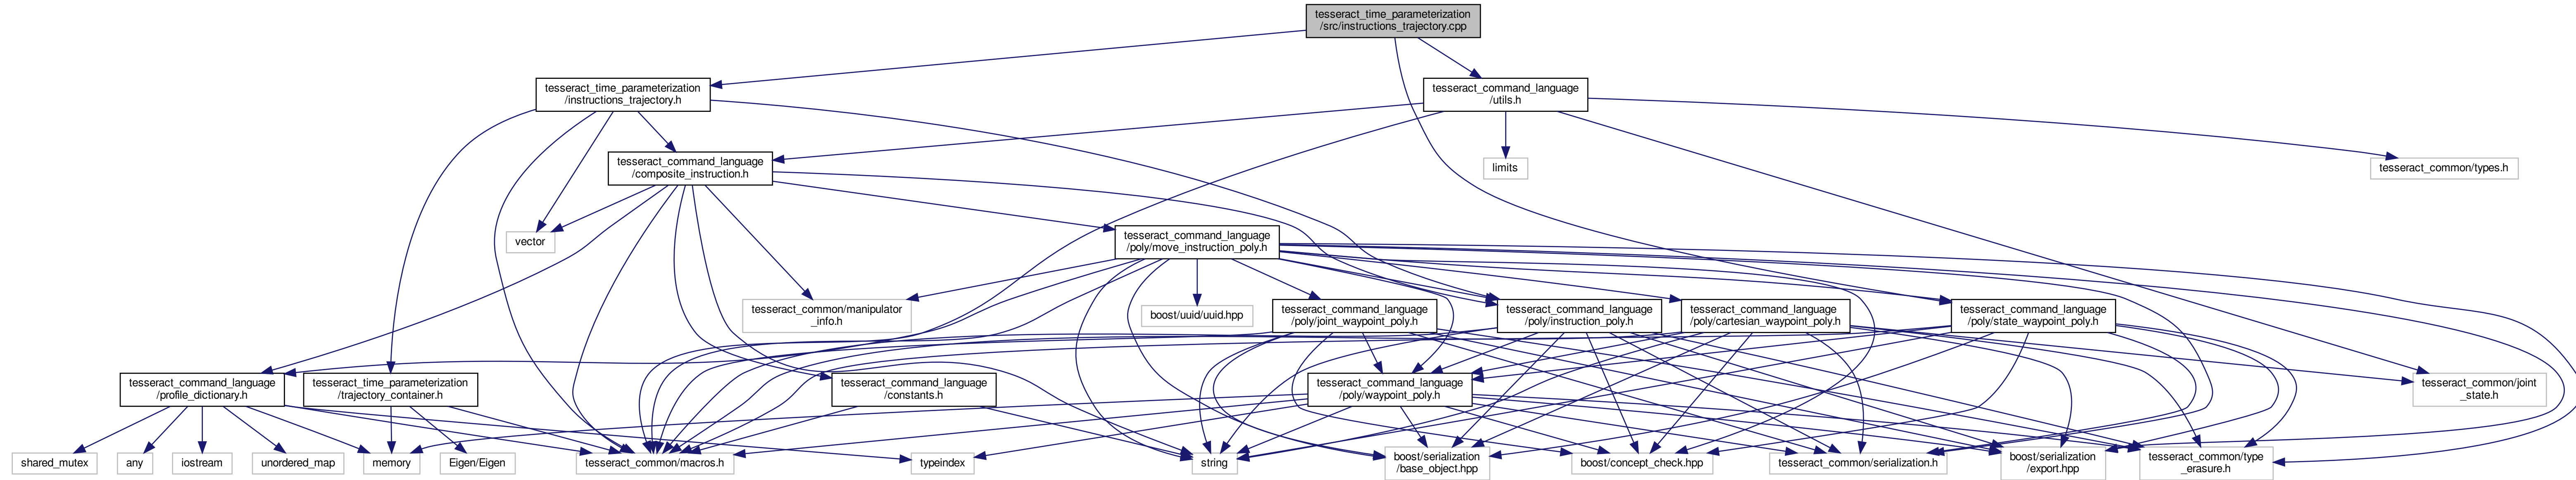 tesseract_time_parameterization
/src/instructions_trajectory.cpp
tesseract_time_parameterization
/instructions_trajectory.h
tesseract_command_language
/utils.h
tesseract_command_language
/composite_instruction.h
limits
tesseract_common/types.h
vector
tesseract_command_language
/poly/move_instruction_poly.h
tesseract_common/manipulator
_info.h
boost/uuid/uuid.hpp
tesseract_command_language
/poly/joint_waypoint_poly.h
tesseract_command_language
/poly/instruction_poly.h
tesseract_command_language
/poly/cartesian_waypoint_poly.h
tesseract_command_language
/poly/state_waypoint_poly.h
tesseract_command_language
/profile_dictionary.h
tesseract_time_parameterization
/trajectory_container.h
tesseract_command_language
/constants.h
tesseract_command_language
/poly/waypoint_poly.h
tesseract_common/joint
_state.h
shared_mutex
any
iostream
unordered_map
memory
Eigen/Eigen
tesseract_common/macros.h
typeindex
string
boost/serialization
/base_object.hpp
boost/concept_check.hpp
tesseract_common/serialization.h
boost/serialization
/export.hpp
tesseract_common/type
_erasure.h